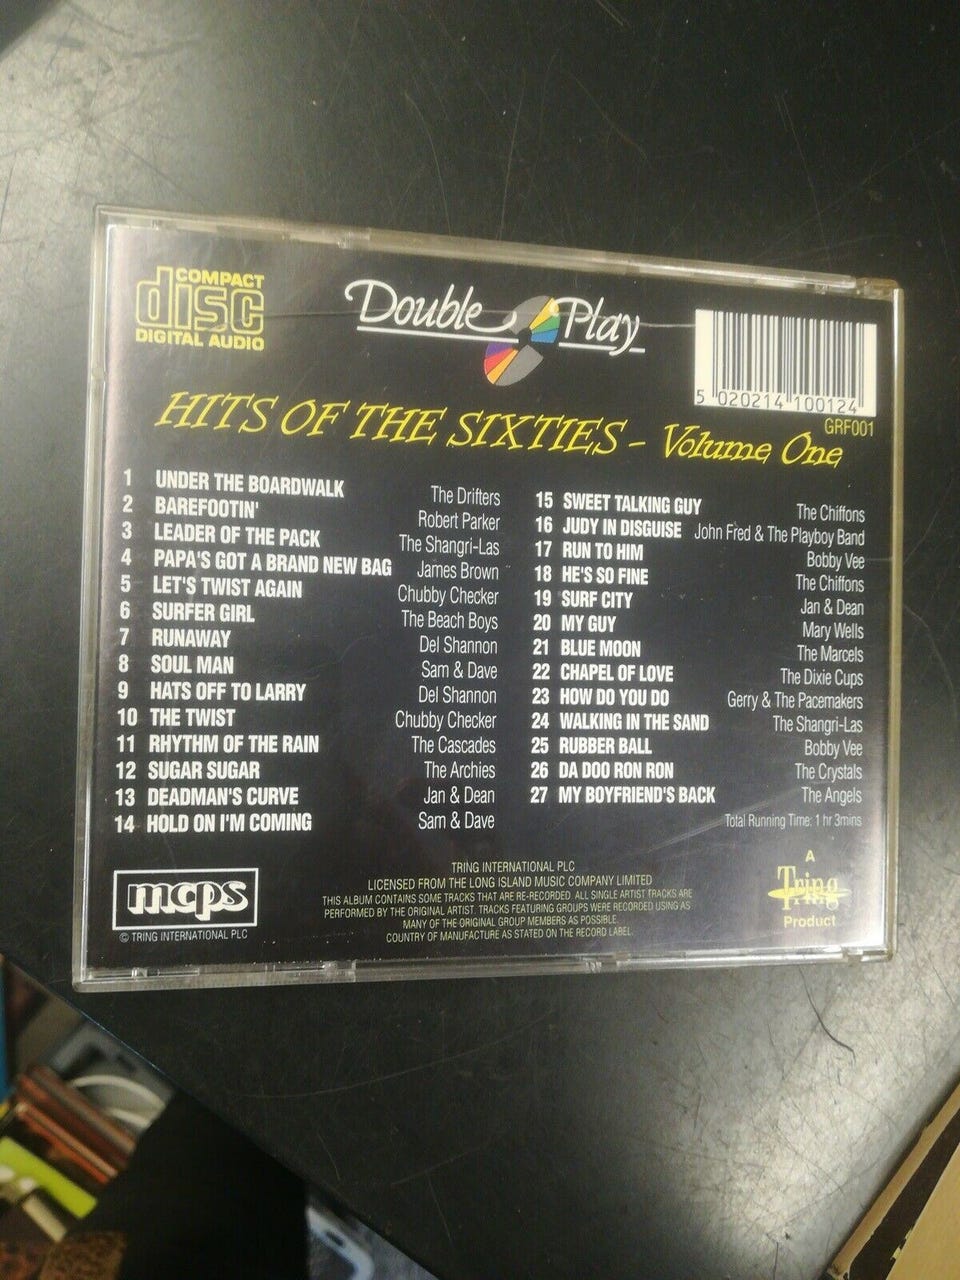 COMPACT
disc
DIGITAL AUDIO
Double Play
5 020214 100124
GRF001
HITS OF THE SIXTIES - Volume One
1 UNDER THE BOARDWALK The Drifters
2 BAREFOOTIN' Robert Parker
3 LEADER OF THE PACK The Shangri-Las
4 PAPA'S GOT A BRAND NEW BAG James Brown
5 LET'S TWIST AGAIN Chubby Checker
6 SURFER GIRL The Beach Boys
7 RUNAWAY Del Shannon
8 SOUL MAN Sam & Dave
9 HATS OFF TO LARRY Del Shannon
10 THE TWIST Chubby Checker
11 RHYTHM OF THE RAIN The Cascades
12 SUGAR SUGAR The Archies
13 DEADMAN'S CURVE Jan & Dean
14 HOLD ON I'M COMING Sam & Dave
15 SWEET TALKING GUY The Chiffons
16 JUDY IN DISGUISE John Fred & The Playboy Band
17 RUN TO HIM Bobby Vee
18 HE'S SO FINE The Chiffons
19 SURF CITY Jan & Dean
20 MY GUY Mary Wells
21 BLUE MOON The Marcels
22 CHAPEL OF LOVE The Dixie Cups
23 HOW DO YOU DO Gerry & The Pacemakers
24 WALKING IN THE SAND The Shangri-Las
25 RUBBER BALL Bobby Vee
26 DA DOO RON RON The Crystals
27 MY BOYFRIEND'S BACK The Angels
Total Running Time: 1 hr 3mins
mcps
© TRING INTERNATIONAL PLC
TRING INTERNATIONAL PLC
LICENSED FROM THE LONG ISLAND MUSIC COMPANY LIMITED
THIS ALBUM CONTAINS SOME TRACKS THAT ARE RE-RECORDED. ALL SINGLE ARTIST TRACKS ARE
PERFORMED BY THE ORIGINAL ARTIST. TRACKS FEATURING GROUPS WERE RECORDED USING AS
MANY OF THE ORIGINAL GROUP MEMBERS AS POSSIBLE.
COUNTRY OF MANUFACTURE AS STATED ON THE RECORD LABEL.
A
Tring
Product